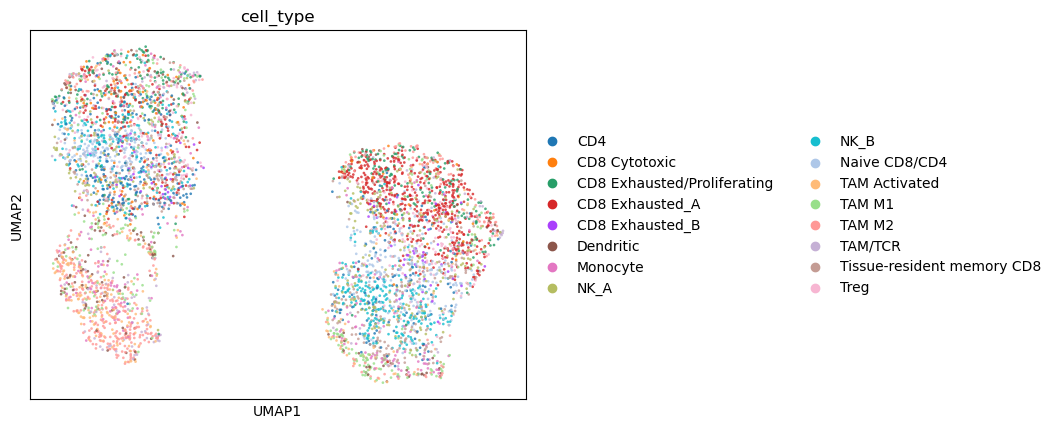 cell_type
UMAP2
UMAP1
CD4
CD8 Cytotoxic
CD8 Exhausted/Proliferating
CD8 Exhausted_A
CD8 Exhausted_B
Dendritic
Monocyte
NK_A
NK_B
Naive CD8/CD4
TAM Activated
TAM M1
TAM M2
TAM/TCR
Tissue-resident memory CD8
Treg